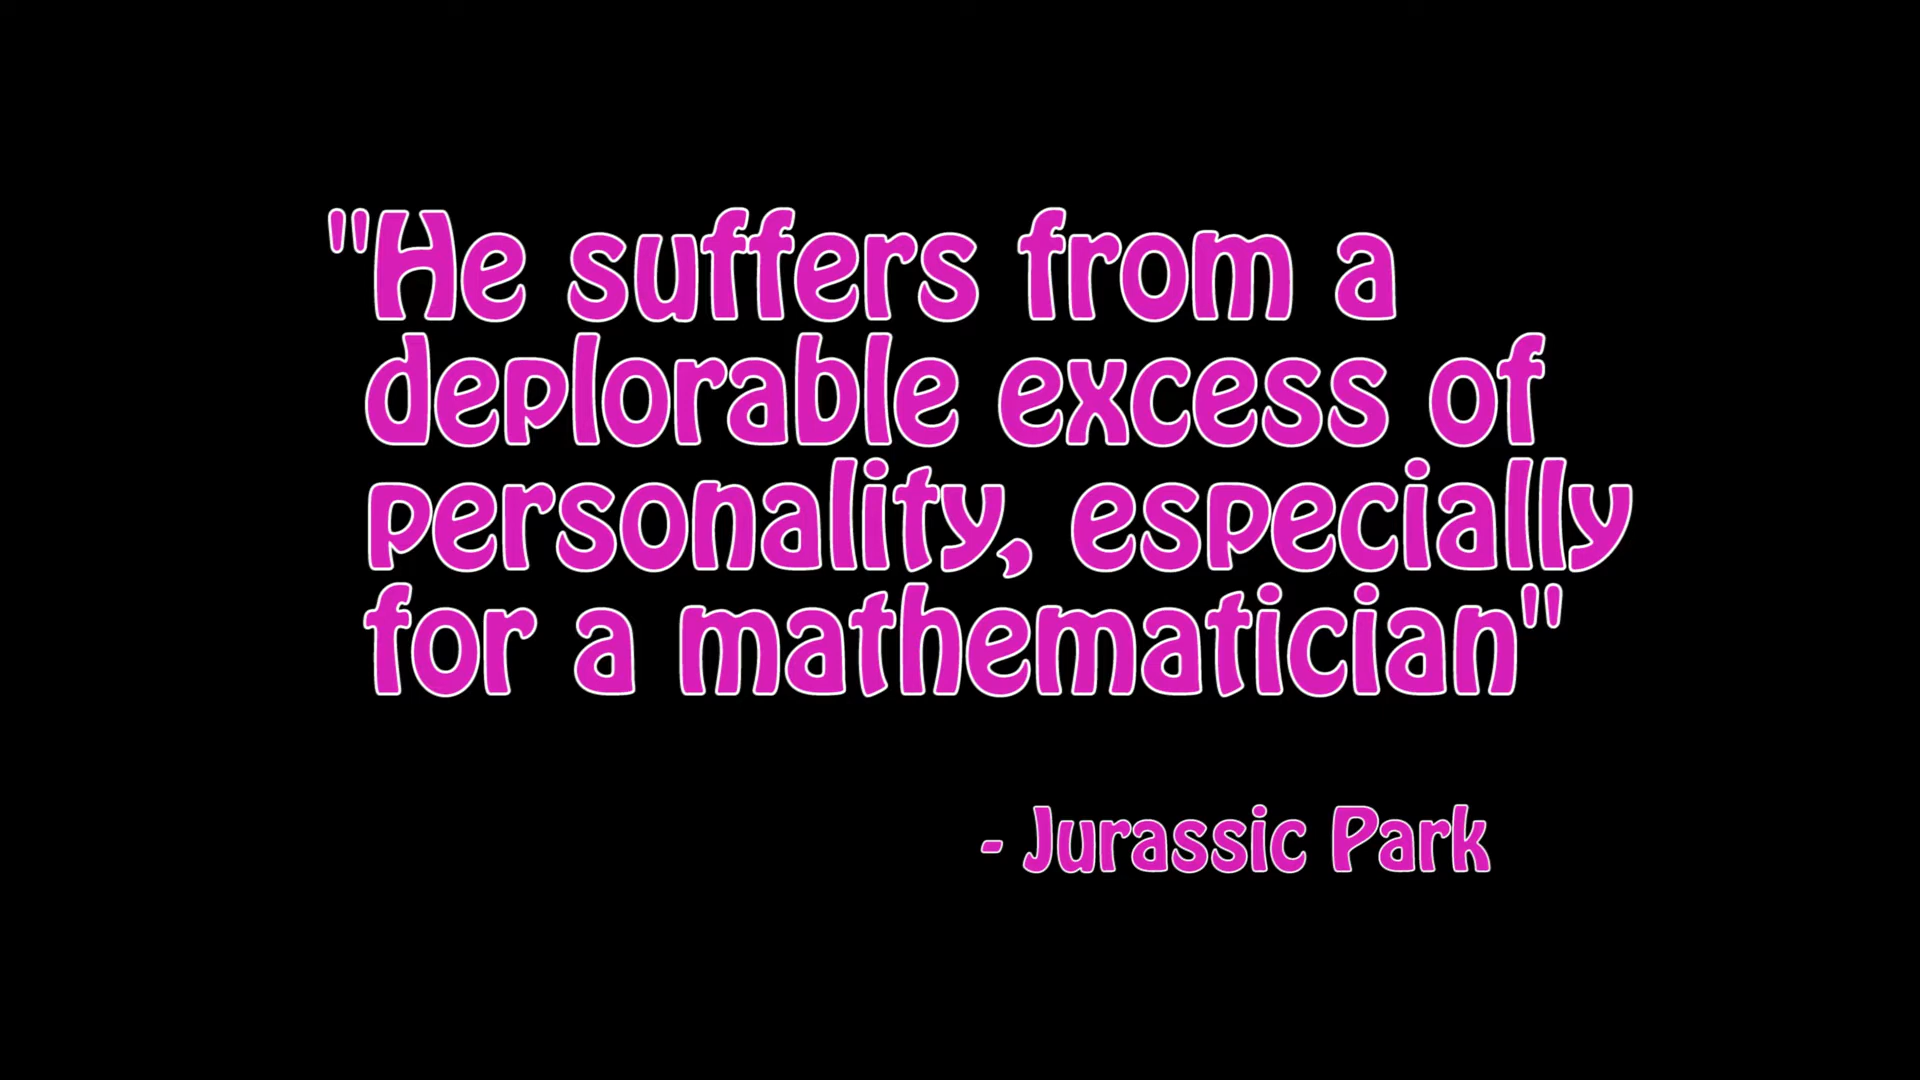 "He suffers from a
deplorable excess of
personality, especially
for a mathematician"
- Jurassic Park